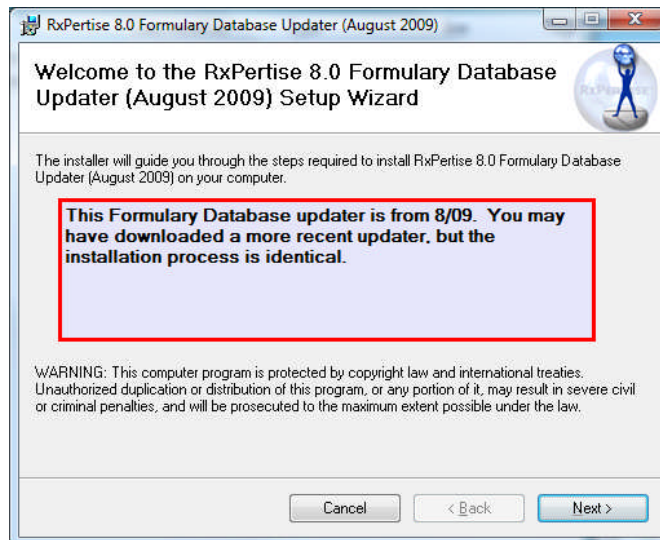 RxPertise 8.0 Formulary Database Updater (August 2009)
Welcome to the RxPertise 8.0 Formulary Database
Updater (August 2009) Setup Wizard
The installer will guide you through the steps required to install RxPertise 8.0 Formulary Database
Updater (August 2009) on your computer.
This Formulary Database updater is from 8/09. You may
have downloaded a more recent updater, but the
installation process is identical.
WARNING: This computer program is protected by copyright law and international treaties.
Unauthorized duplication or distribution of this program, or any portion of it, may result in severe civil
or criminal penalties, and will be prosecuted to the maximum extent possible under the law.
Cancel
< Back
Next >